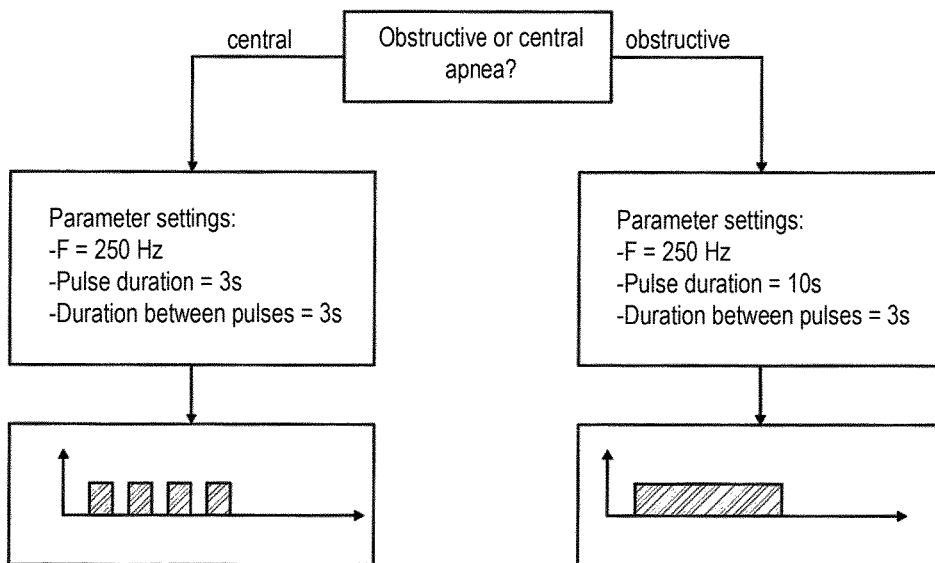 central
Obstructive or central
apnea?
obstructive
Parameter settings:
-F = 250 Hz
-Pulse duration = 3s
-Duration between pulses = 3s
Parameter settings:
-F = 250 Hz
-Pulse duration = 10s
-Duration between pulses = 3s